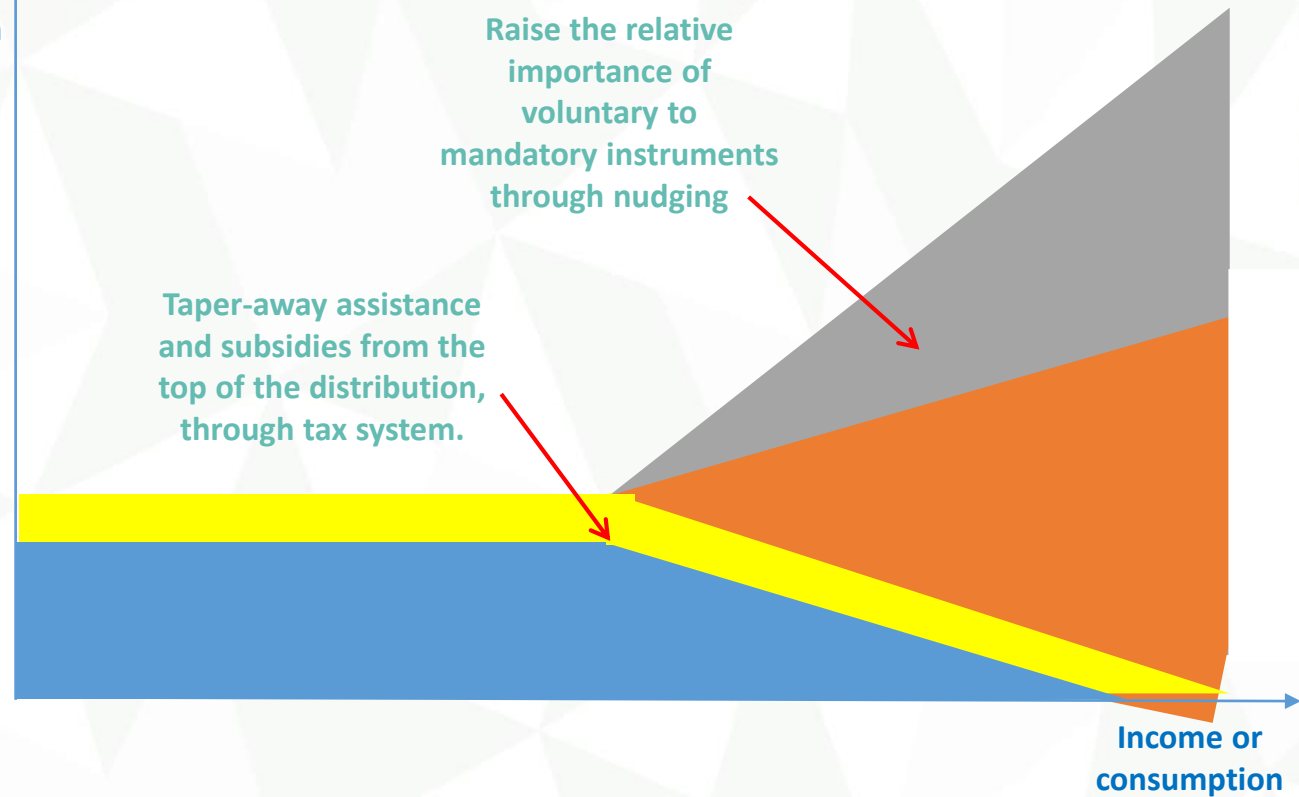 Raise the relative
importance of
voluntary to
mandatory instruments
through nudging
Taper-away assistance
and subsidies from the
top of the distribution,
through tax system.
Income or
consumption